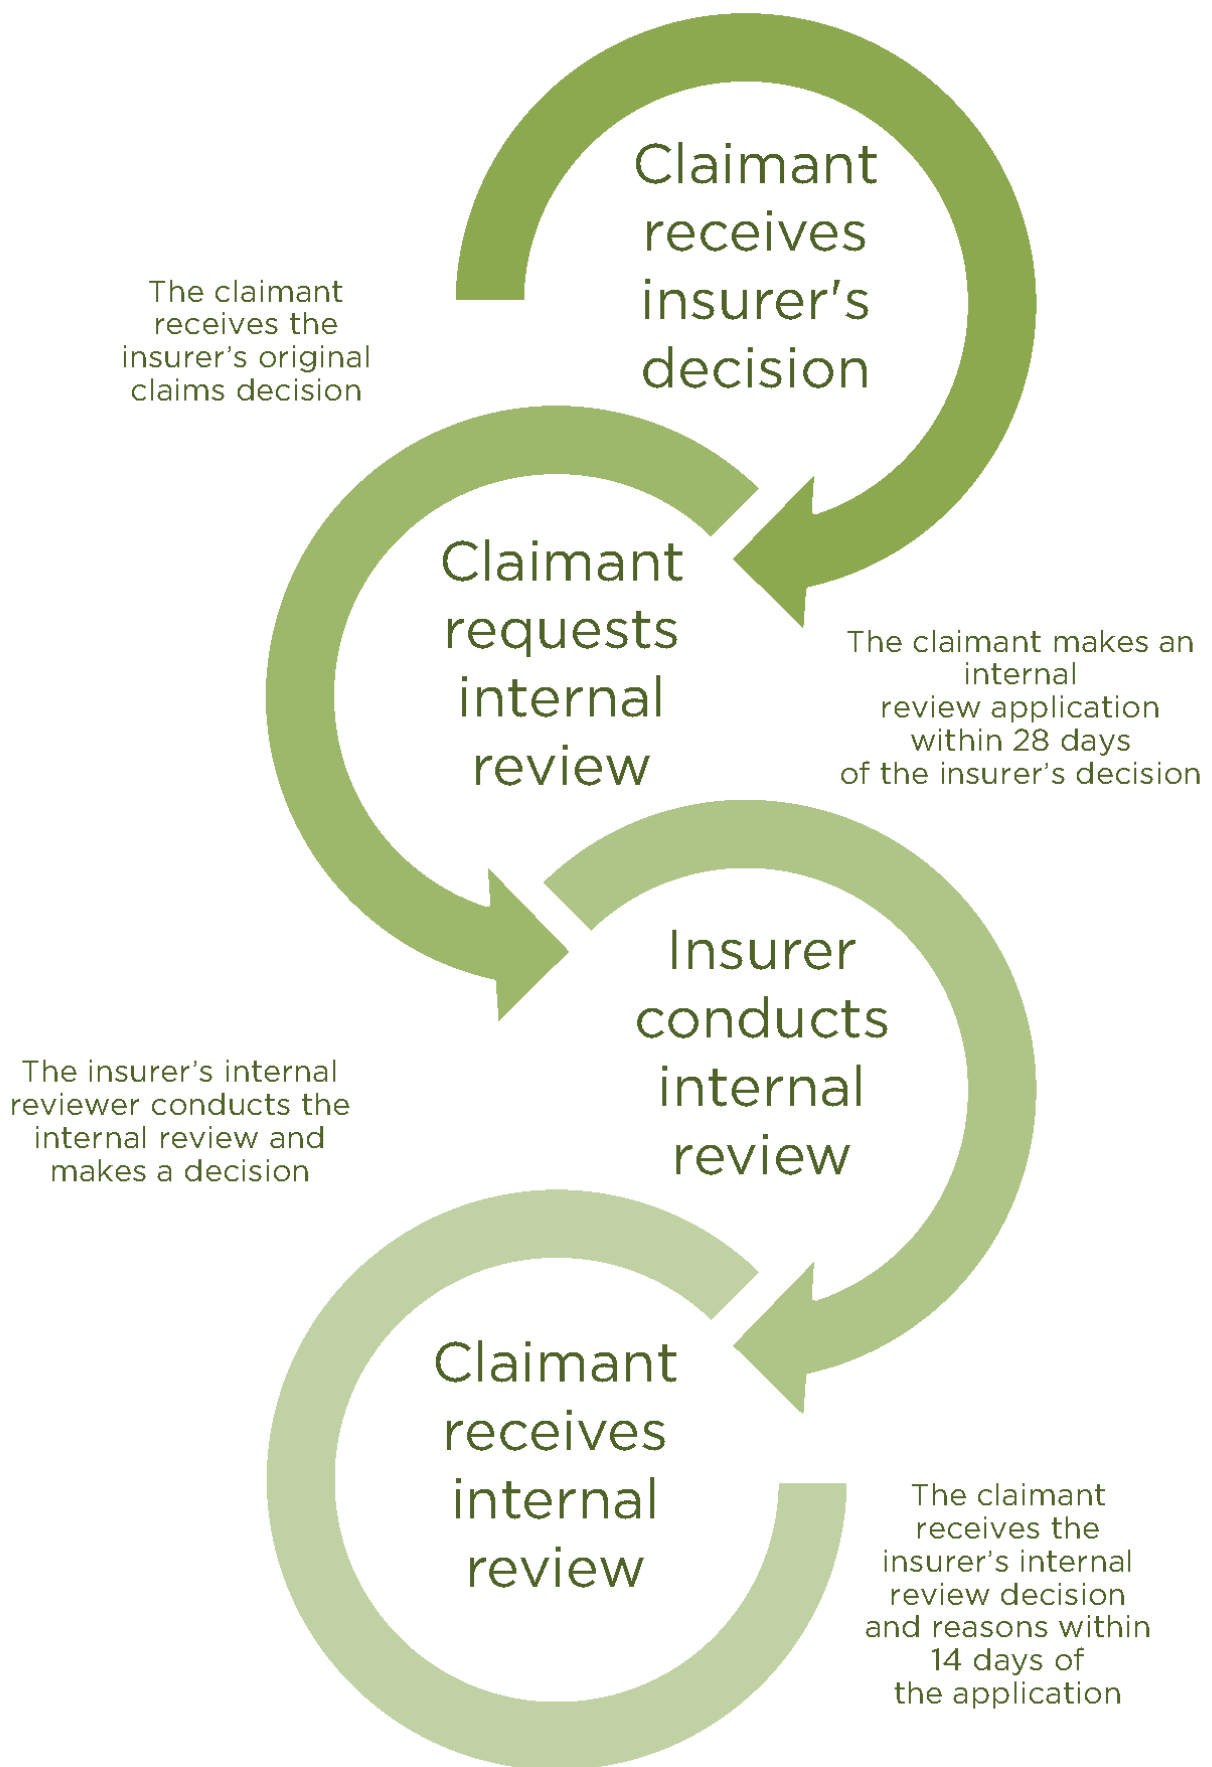 Claimant
receives
insurer's
decision
The claimant
receives the
insurer’s original
claims decision
Claimant
requests
internal
review
The claimant makes an
internal
review application
within 28 days
of the insurer’s decision
Insurer
conducts
internal
review
The insurer’s internal
reviewer conducts the
internal review and
makes a decision
Claimant
receives
internal
review
The claimant
receives the
insurer’s internal
review decision
and reasons within
14 days of
the application